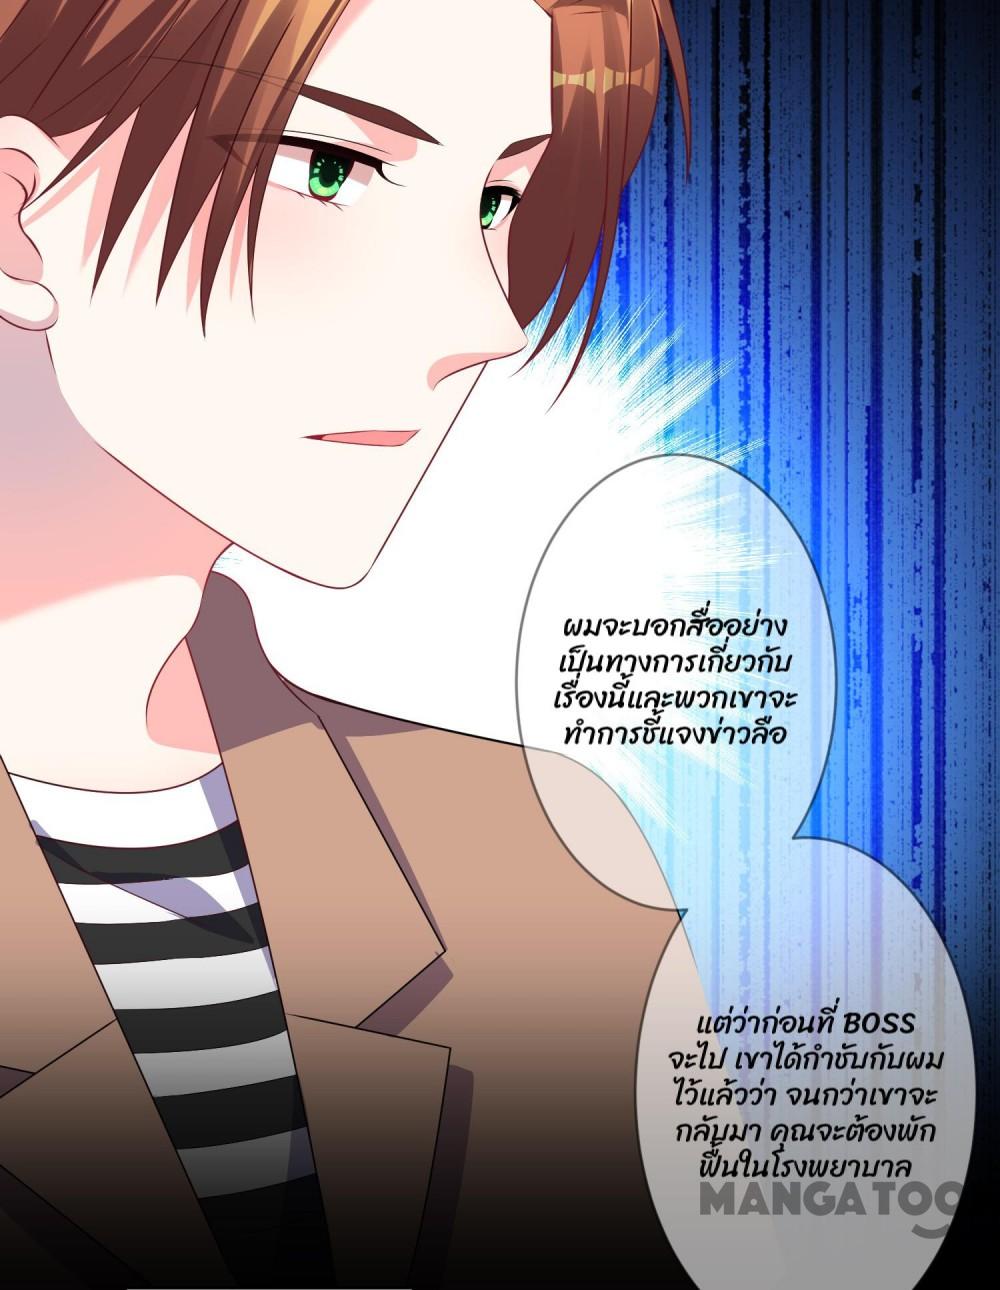 ผมจะบอกสื่ออย่าง
เป็นทางการเกี่ยวกับ
เรื่องนี้และพวกเขาจะ
ทำการชี้แจงข่าวลือ
แต่ว่าก่อนที่ BOSS
จะไป เขาได้กำชับกับผม
ไว้แล้วว่า จนกว่าเขาจะ
กลับมา คุณจะต้องพัก
ฟื้นในโรงพยาบาล
MANGATOO